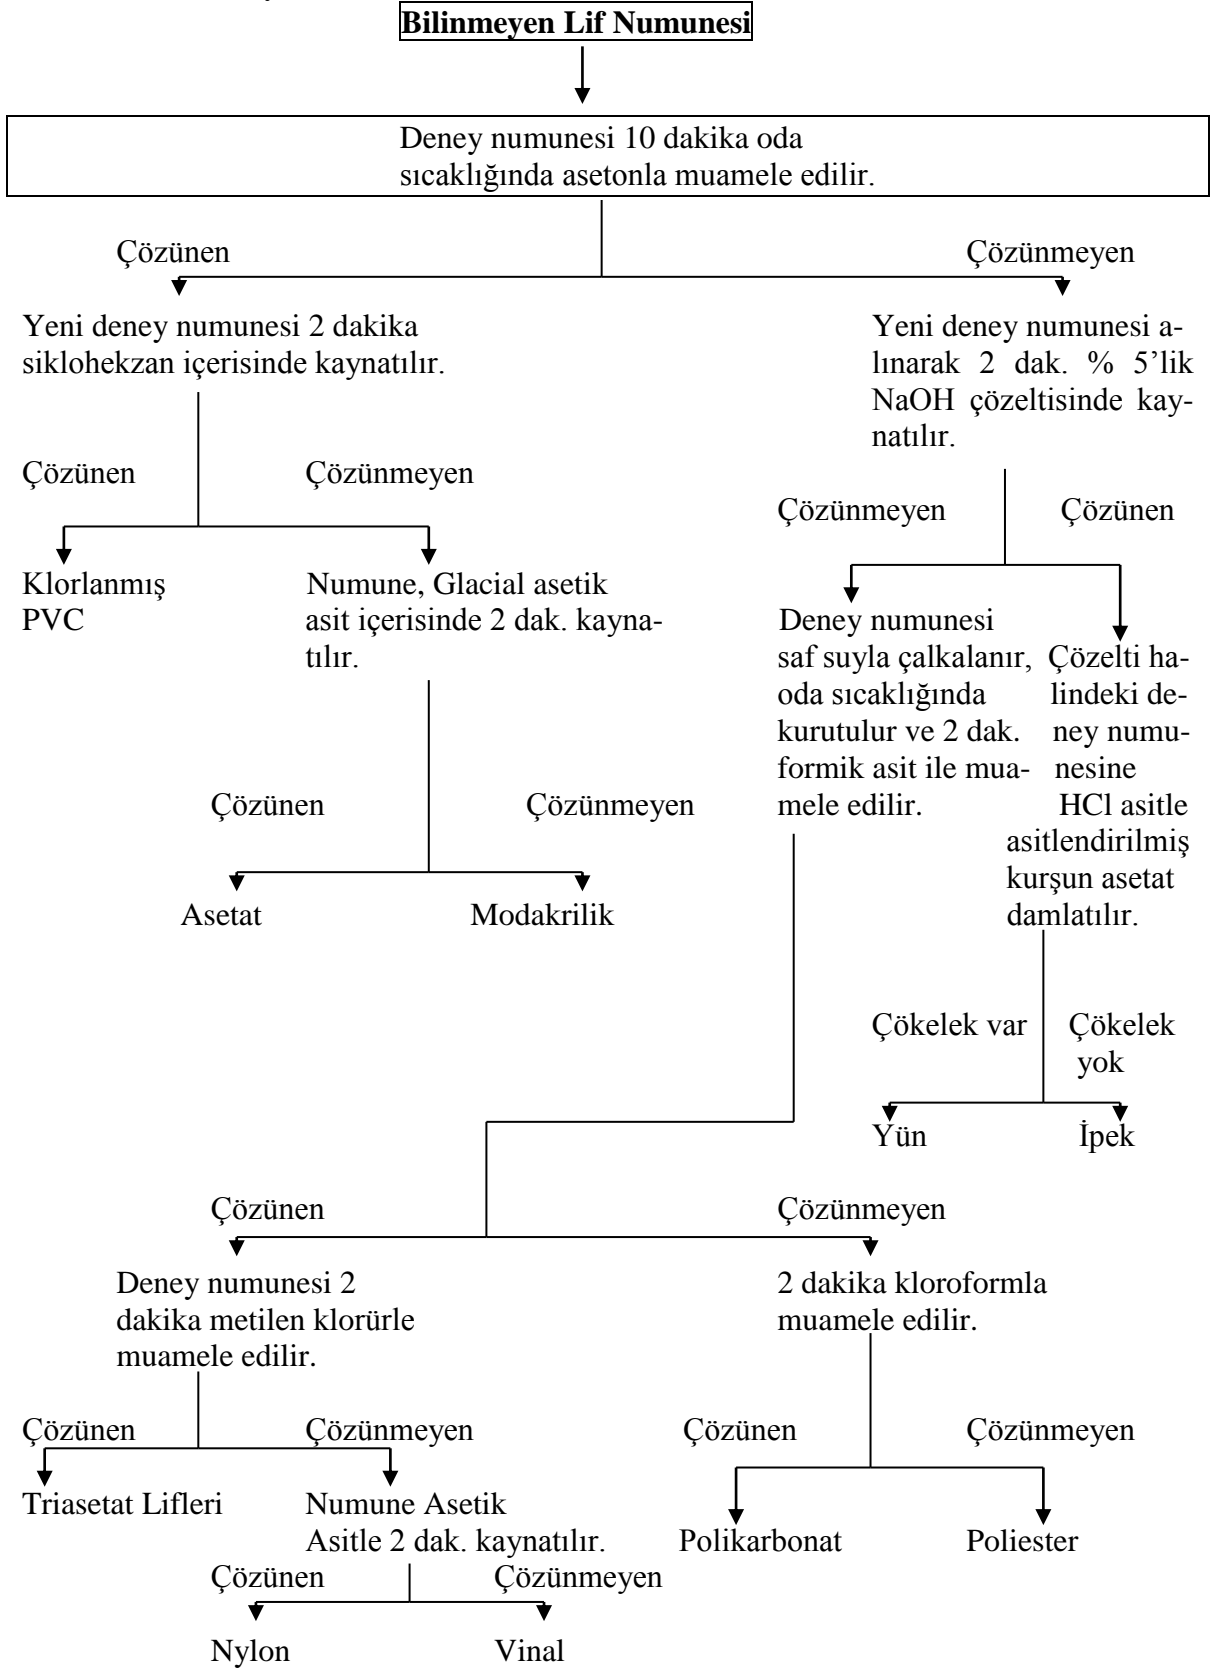 Bilinmeyen Lif Numunesi
Deney numunesi 10 dakika oda
sıcaklığında asetonla muamele edilir.
Çözünen
Çözünmeyen
Yeni deney numunesi 2 dakika
siklohekzan içerisinde kaynatılır.
Yeni deney numunesi a-
lınarak 2 dak. % 5’lik
NaOH çözeltisinde kay-
natılır.
Çözünen
Çözünmeyen
Çözünmeyen
Çözünen
Klorlanmış
PVC
Numune, Glacial asetik
asit içerisinde 2 dak. kayna-
tılır.
Deney numunesi
saf suyla çalkalanır,
oda sıcaklığında
kurutulur ve 2 dak.
formik asit ile mua-
mele edilir.
Çözelti ha-
lindeki de-
ney numu-
nesine
HCl asitle
asitlendirilmiş
kurşun asetat
damlatılır.
Çözünen
Çözünmeyen
Asetat
Modakrilik
Çökelek var
Çökelek
yok
Yün
İpek
Çözünen
Çözünmeyen
Deney numunesi 2
dakika metilen klorürle
muamele edilir.
2 dakika kloroformla
muamele edilir.
Çözünen
Çözünmeyen
Çözünen
Çözünmeyen
Triasetat Lifleri
Numune Asetik
Asitle 2 dak. kaynatılır.
Polikarbonat
Poliester
Çözünen
Çözünmeyen
Nylon
Vinal